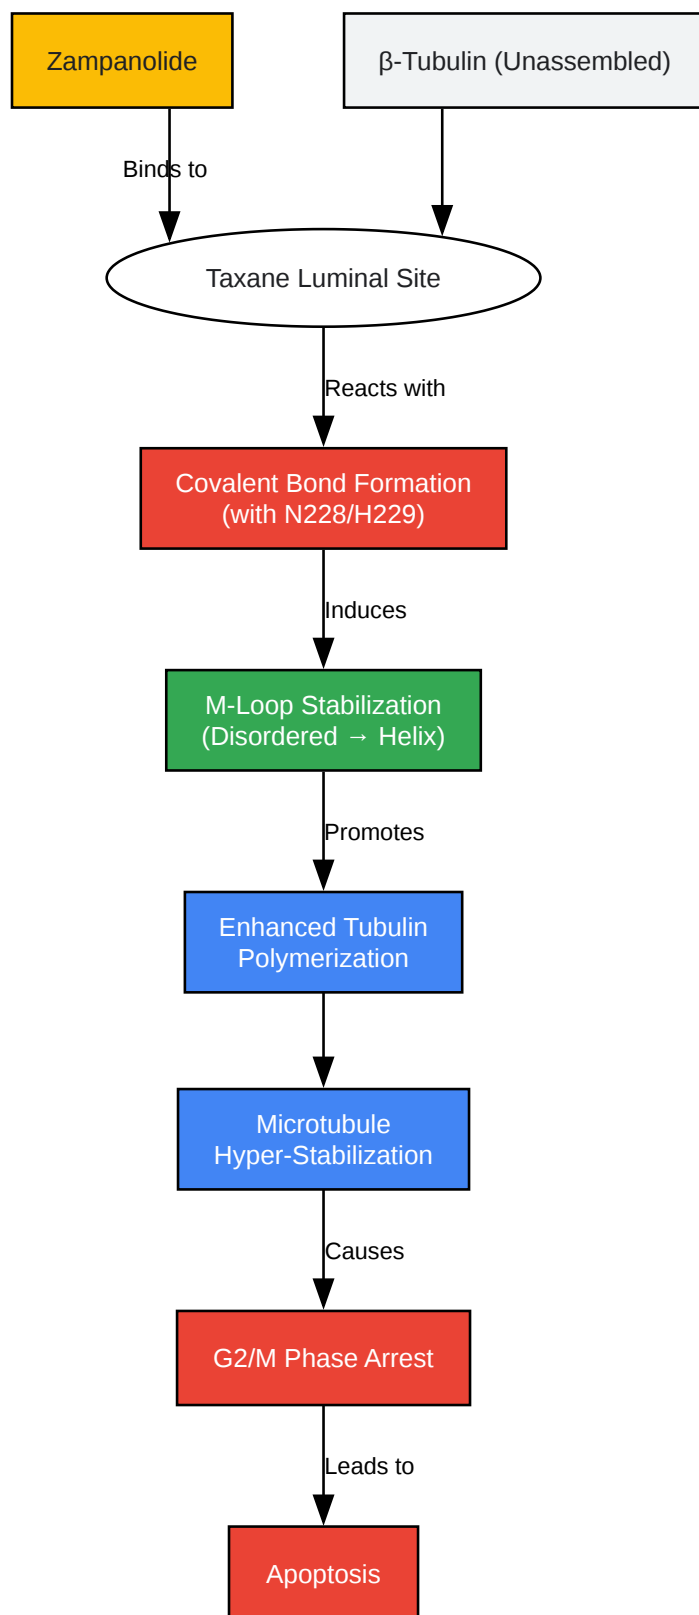 Zampanolide
β-Tubulin (Unassembled)
Binds to
Taxane Luminal Site
Reacts with
Covalent Bond Formation
(with N228/H229)
Induces
M-Loop Stabilization
(Disordered → Helix)
Promotes
Enhanced Tubulin
Polymerization
Microtubule
Hyper-Stabilization
Causes
G2/M Phase Arrest
Leads to
Apoptosis